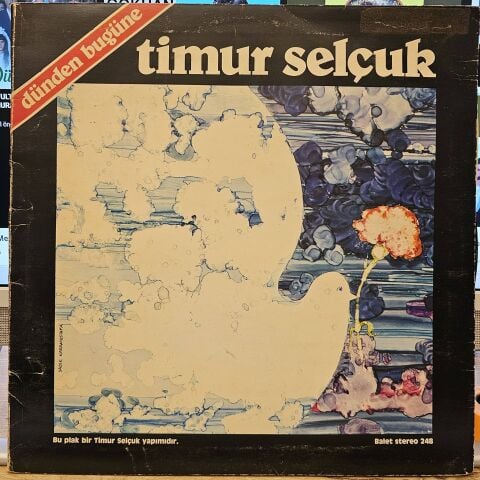 dünden bugüne
timur selçuk
Bu plak bir Timur Selçuk yapımıdır.
Balet stereo 248